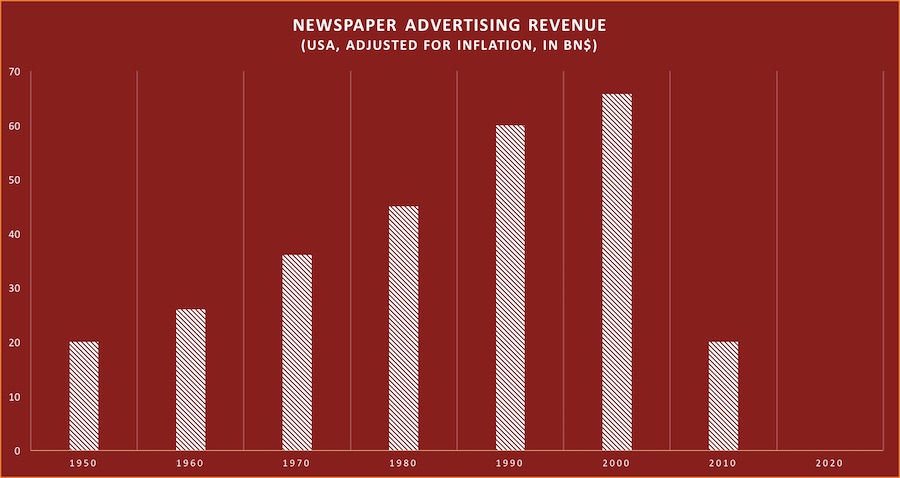 NEWSPAPER ADVERTISING REVENUE
(USA, ADJUSTED FOR INFLATION, IN BN$)
70
60
50
40
30
20
10
0
1950 1960 1970 1980 1990 2000 2010 2020